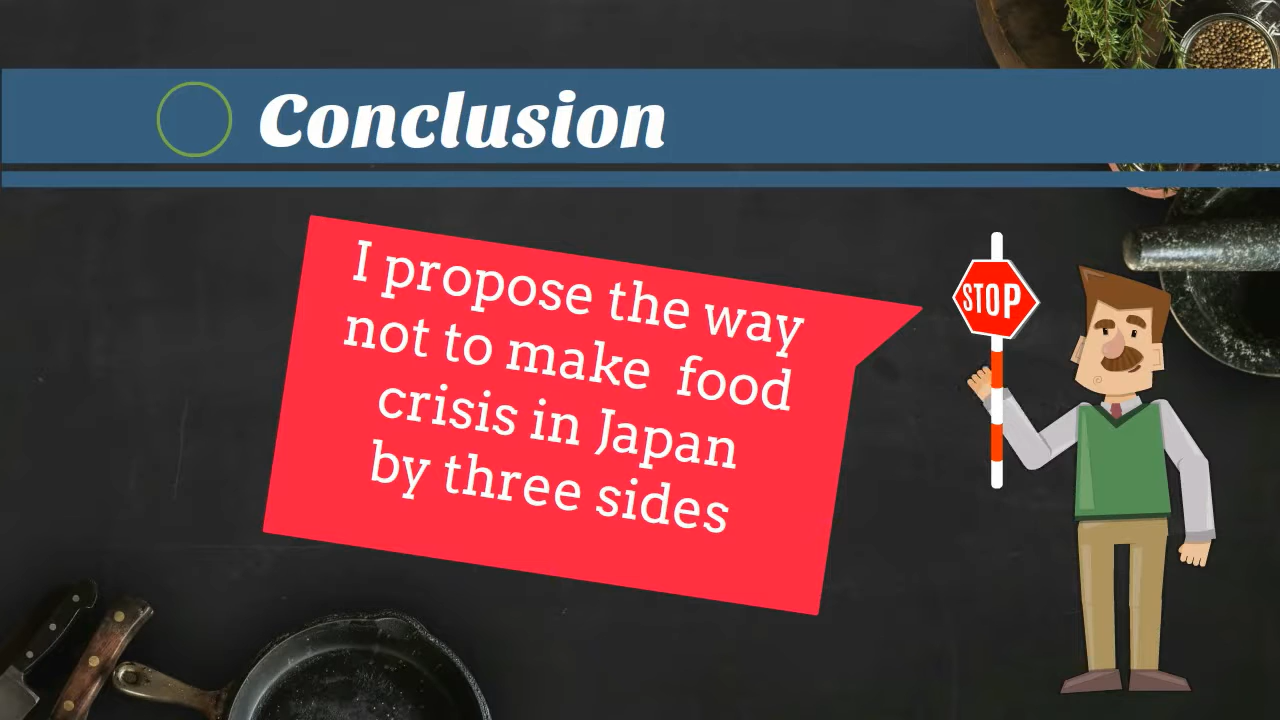 Conclusion
I propose the way
not to make food
crisis in Japan
by three sides
STOP